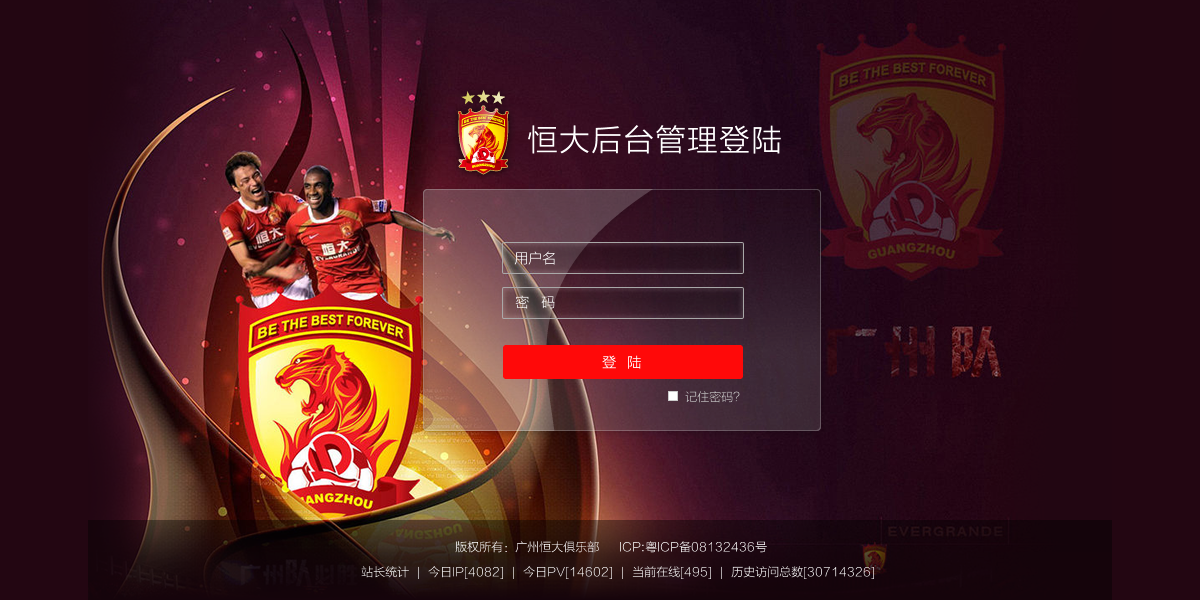 BE THE BEST FOREVER
恒大后台管理登陆
GUANGZHOU
用户名
密 码
登 陆
记住密码?
恒大
恒大
BE THE BEST FOREVER
GUANGZHOU
广州队
EVERGRANDE
版权所有：广州恒大俱乐部 ICP:粤ICP备08132436号
站长统计 | 今日IP[4082] | 今日PV[14602] | 当前在线[495] | 历史访问总数[30714326]